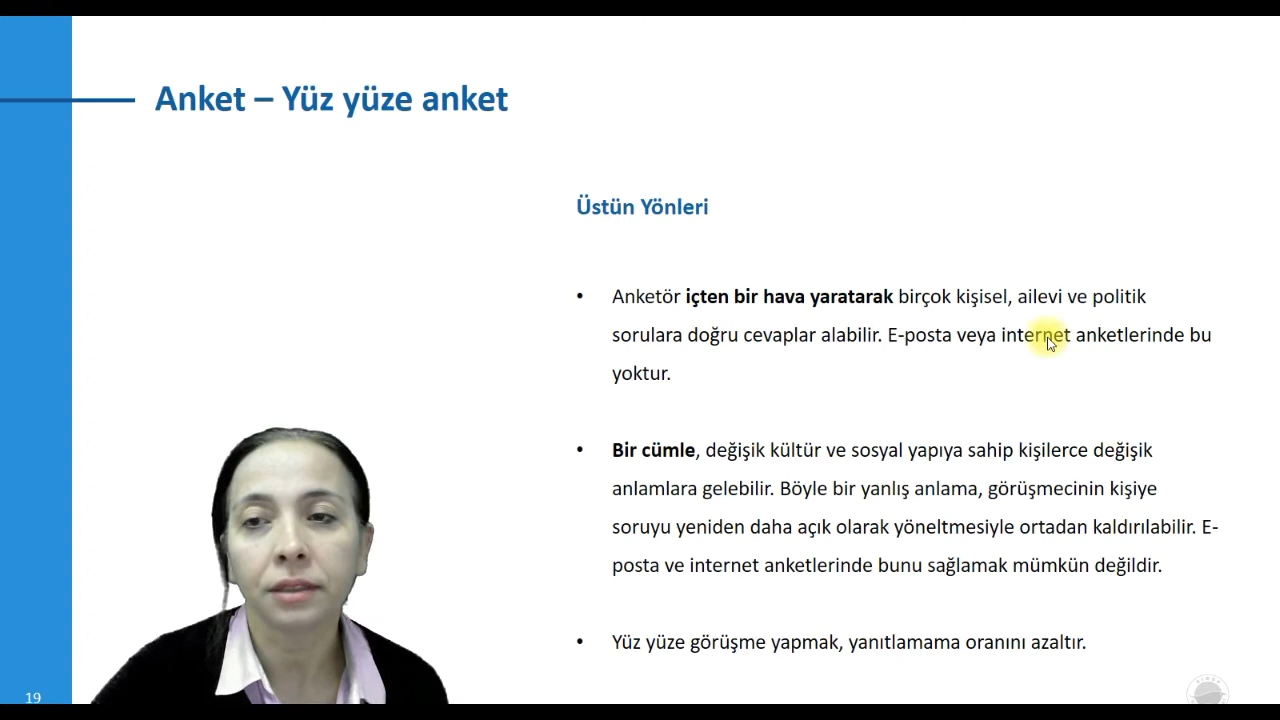 Anket – Yüz yüze anket
Üstün Yönleri
• Anketör içten bir hava yaratarak birçok kişisel, ailevi ve politik
sorulara doğru cevaplar alabilir. E-posta veya internet anketlerinde bu
yoktur.
• Bir cümle, değişik kültür ve sosyal yapıya sahip kişilerce değişik
anlamlara gelebilir. Böyle bir yanlış anlama, görüşmecinin kişiye
soruyu yeniden daha açık olarak yöneltmesiyle ortadan kaldırılabilir. E-
posta ve internet anketlerinde bunu sağlamak mümkün değildir.
• Yüz yüze görüşme yapmak, yanıtlamama oranını azaltır.
19